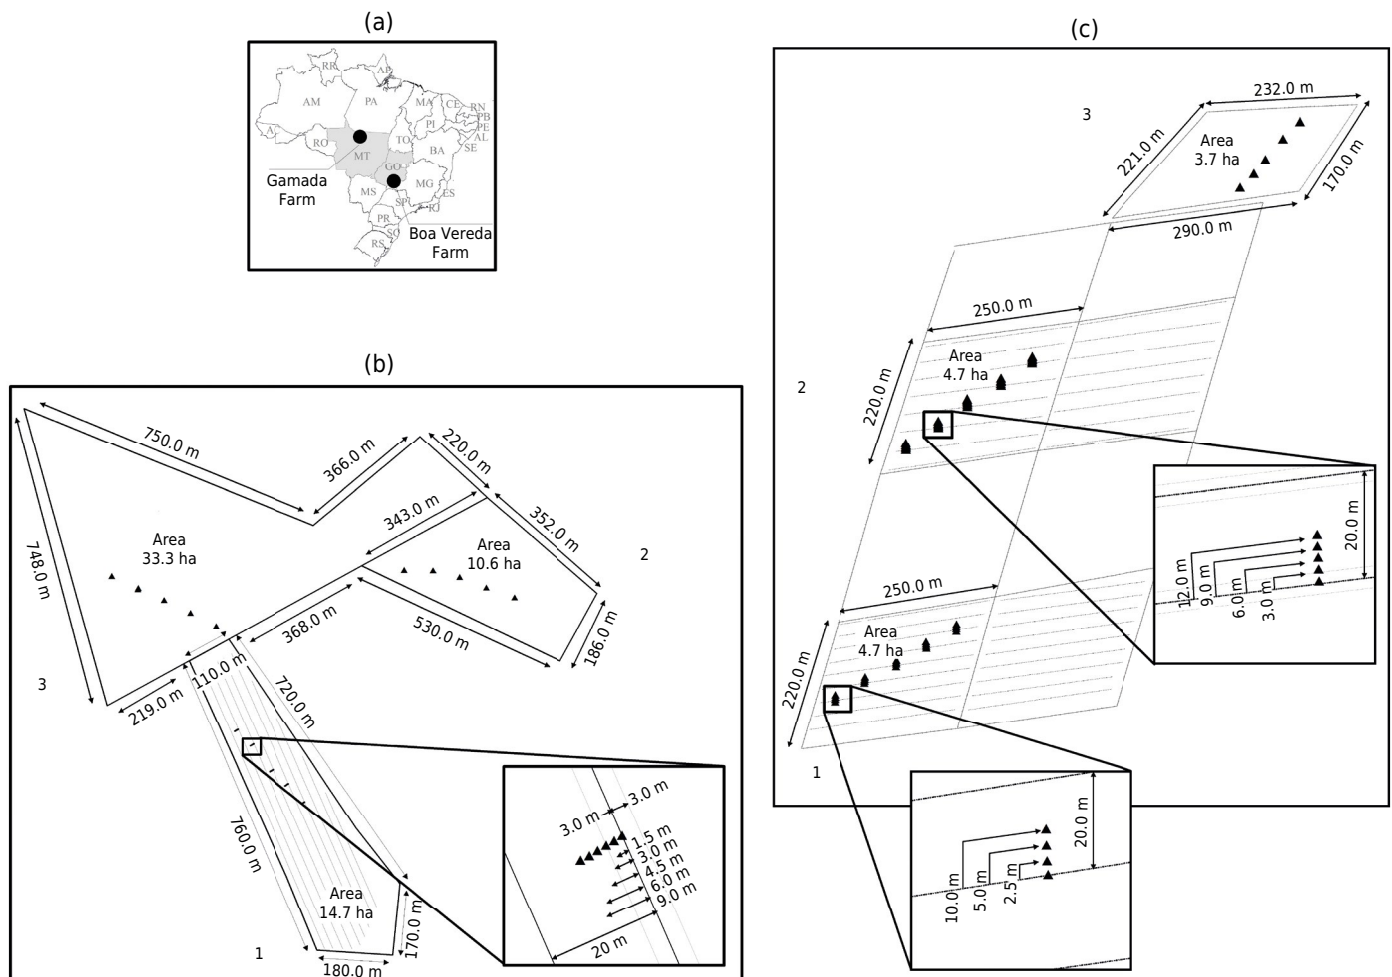 (a)
RR
AP
AM
PA
MA
CE
RN
PB
PE
AL
SE
PI
A
RO
TO
BA
MT
GO
MG
MS
ES
SP
RJ
PR
SC
RS
Gamada
Farm
Boa Vereda
Farm
(b)
750.0 m
366.0 m
220.0 m
343.0 m
352.0 m
748.0 m
Area
33.3 ha
Area
10.6 ha
2
368.0 m
530.0 m
186.0 m
3
219.0 m
110.0 m
720.0 m
760.0 m
Area
14.7 ha
170.0 m
180.0 m
1
3.0 m
3.0 m
1.5 m
3.0 m
4.5 m
6.0 m
9.0 m
20 m
(c)
3
232.0 m
221.0 m
Area
3.7 ha
170.0 m
290.0 m
250.0 m
2
220.0 m
Area
4.7 ha
20.0 m
12.0 m
9.0 m
6.0 m
3.0 m
250.0 m
220.0 m
Area
4.7 ha
1
20.0 m
10.0 m
5.0 m
2.5 m